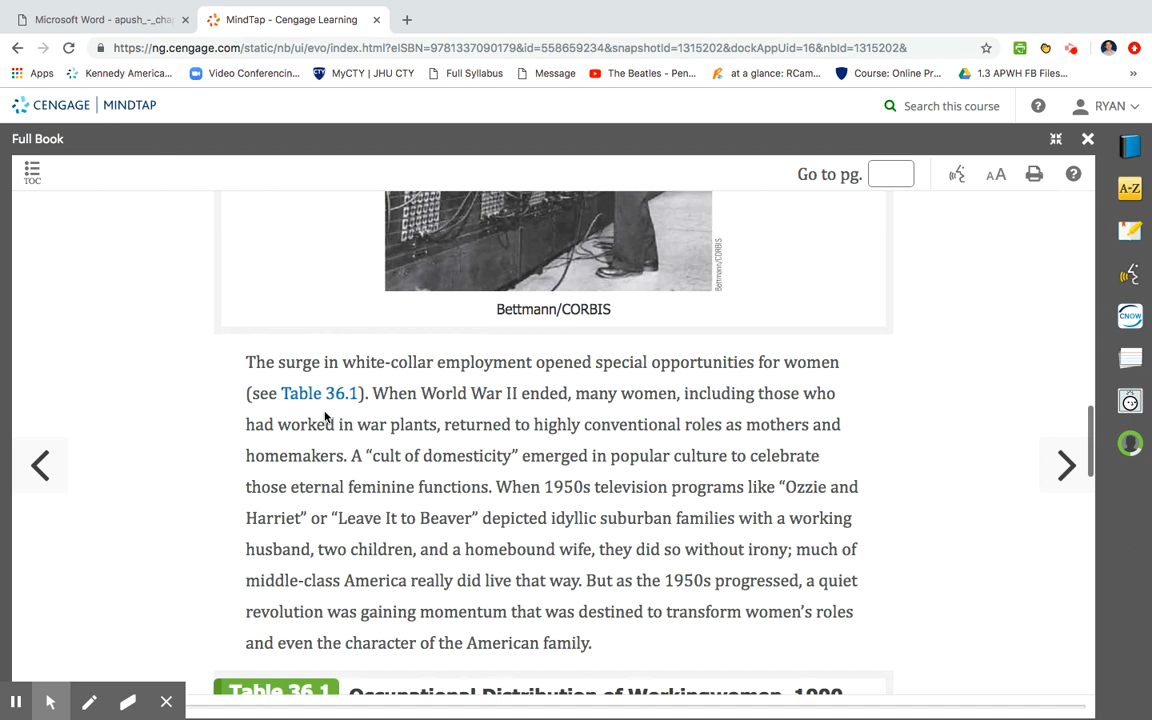 Microsoft Word - apush_-_cha
MindTap - Cengage Learning
https://ng.cengage.com/static/nb/ui/evo/index.html?eISBN=9781337090179&id=558659234&snapshotId=1315202&dockAppUid=16&nbId=1315202&
Apps
Kennedy America...
Video Conferencin...
CTY
MyCTY | JHU CTY
Full Syllabus
Message
The Beatles - Pen...
at a glance: RCam...
Course: Online Pr...
1.3 APWH FB Files...
»
CENGAGE | MINDTAP
Search this course
RYAN
Full Book
TOC
Go to pg.
AA
A-Z
CNOW
Bettmann/CORBIS
Bettmann/CORBIS
The surge in white-collar employment opened special opportunities for women
(see Table 36.1). When World War II ended, many women, including those who
had worked in war plants, returned to highly conventional roles as mothers and
homemakers. A “cult of domesticity” emerged in popular culture to celebrate
those eternal feminine functions. When 1950s television programs like “Ozzie and
Harriet” or “Leave It to Beaver” depicted idyllic suburban families with a working
husband, two children, and a homebound wife, they did so without irony; much of
middle-class America really did live that way. But as the 1950s progressed, a quiet
revolution was gaining momentum that was destined to transform women’s roles
and even the character of the American family.
Table 36.1 Occupational Distribution of Workingwomen, 1900